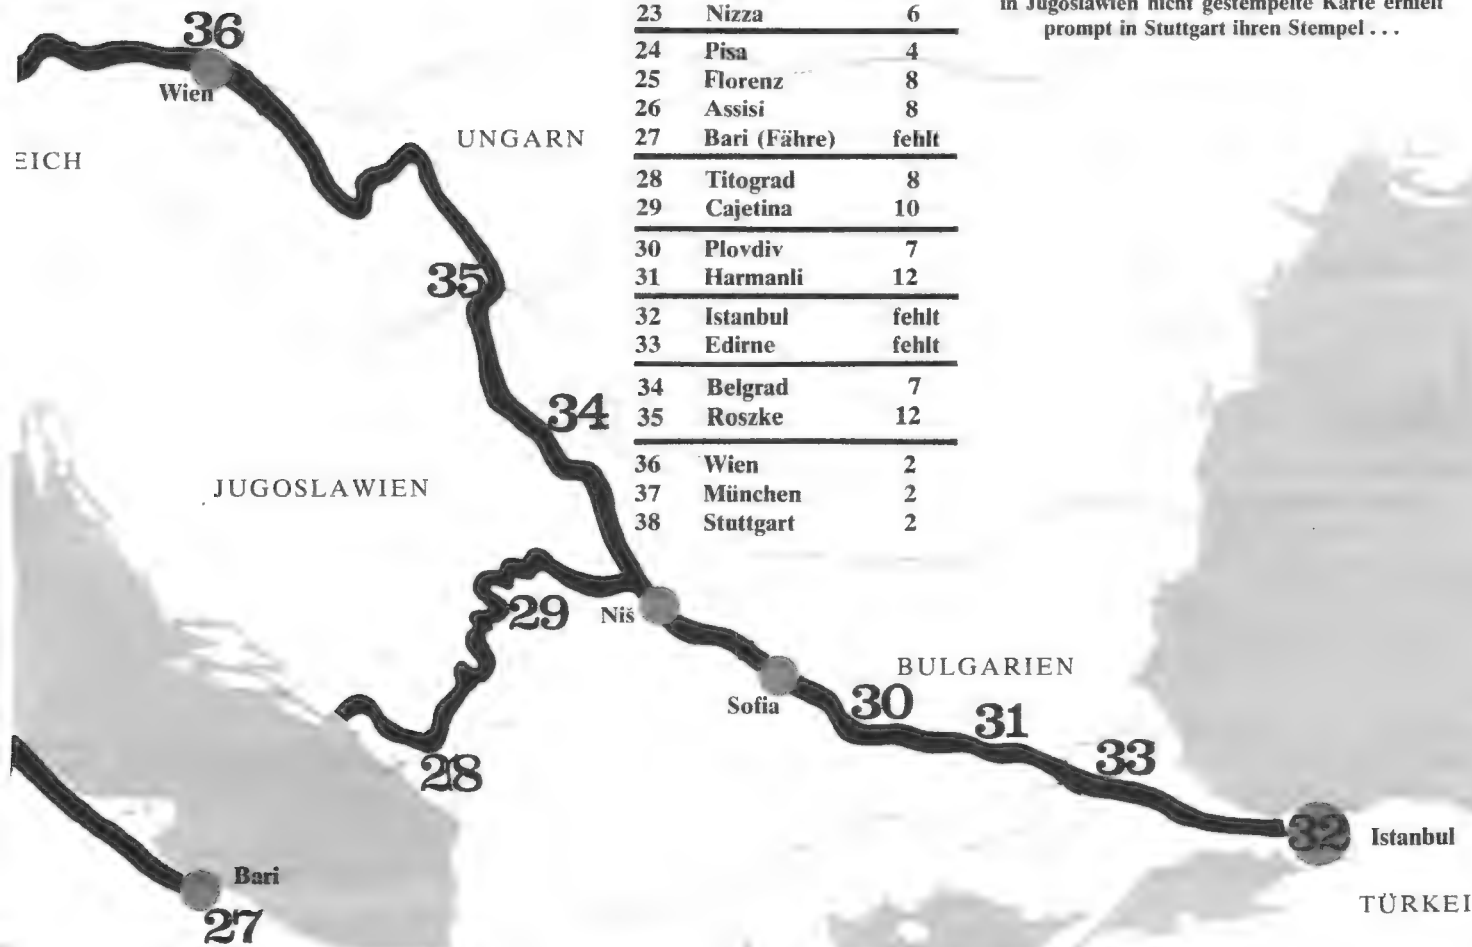 23 Nizza 6
24 Pisa 4
25 Florenz 8
26 Assisi 8
27 Bari (Fähre) fehlt
28 Titograd 8
29 Cajetina 10
30 Plovdiv 7
31 Harmanli 12
32 Istanbul fehlt
33 Edirne fehlt
34 Belgrad 7
35 Roszke 12
36 Wien 2
37 München 2
38 Stuttgart 2
in Jugoslawien nicht gestempelte Karte erhielt
prompt in Stuttgart ihren Stempel ...
36
Wien
EICH
UNGARN
35
34
JUGOSLAWIEN
29
Niš
28
Sofia
BULGARIEN
30
31
33
32
Istanbul
TÜRKEI
Bari
27